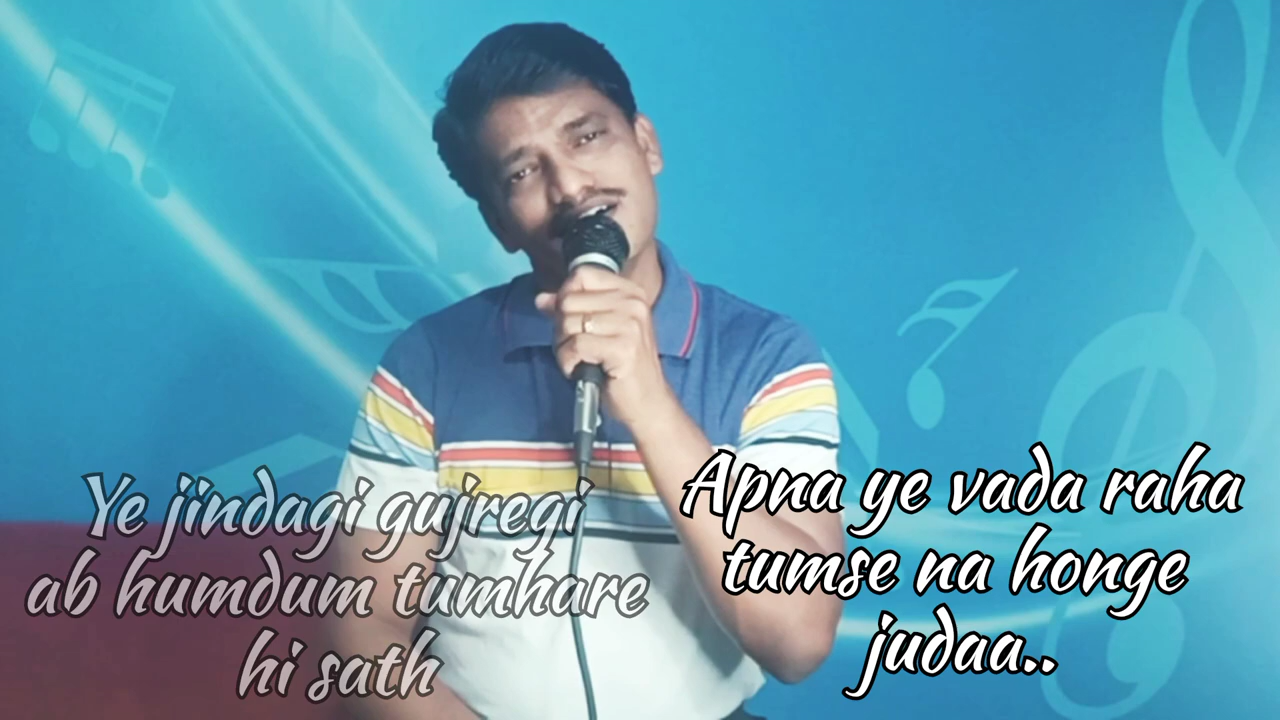 Ye jindagi gujregi
ab humdum tumhare
hi sath
Apna ye vada raha
tumse na honge
judaa..